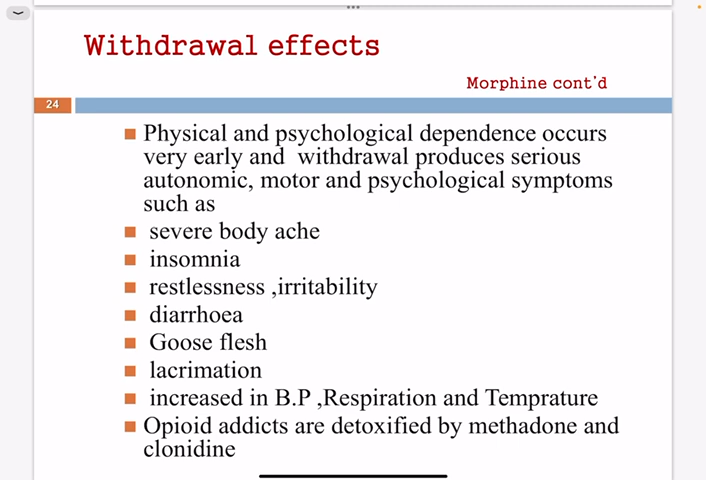 Withdrawal effects
Morphine cont'd
24
Physical and psychological dependence occurs
very early and withdrawal produces serious
autonomic, motor and psychological symptoms
such as
severe body ache
insomnia
restlessness ,irritability
diarrhoea
Goose flesh
lacrimation
increased in B.P ,Respiration and Temprature
Opioid addicts are detoxified by methadone and
clonidine